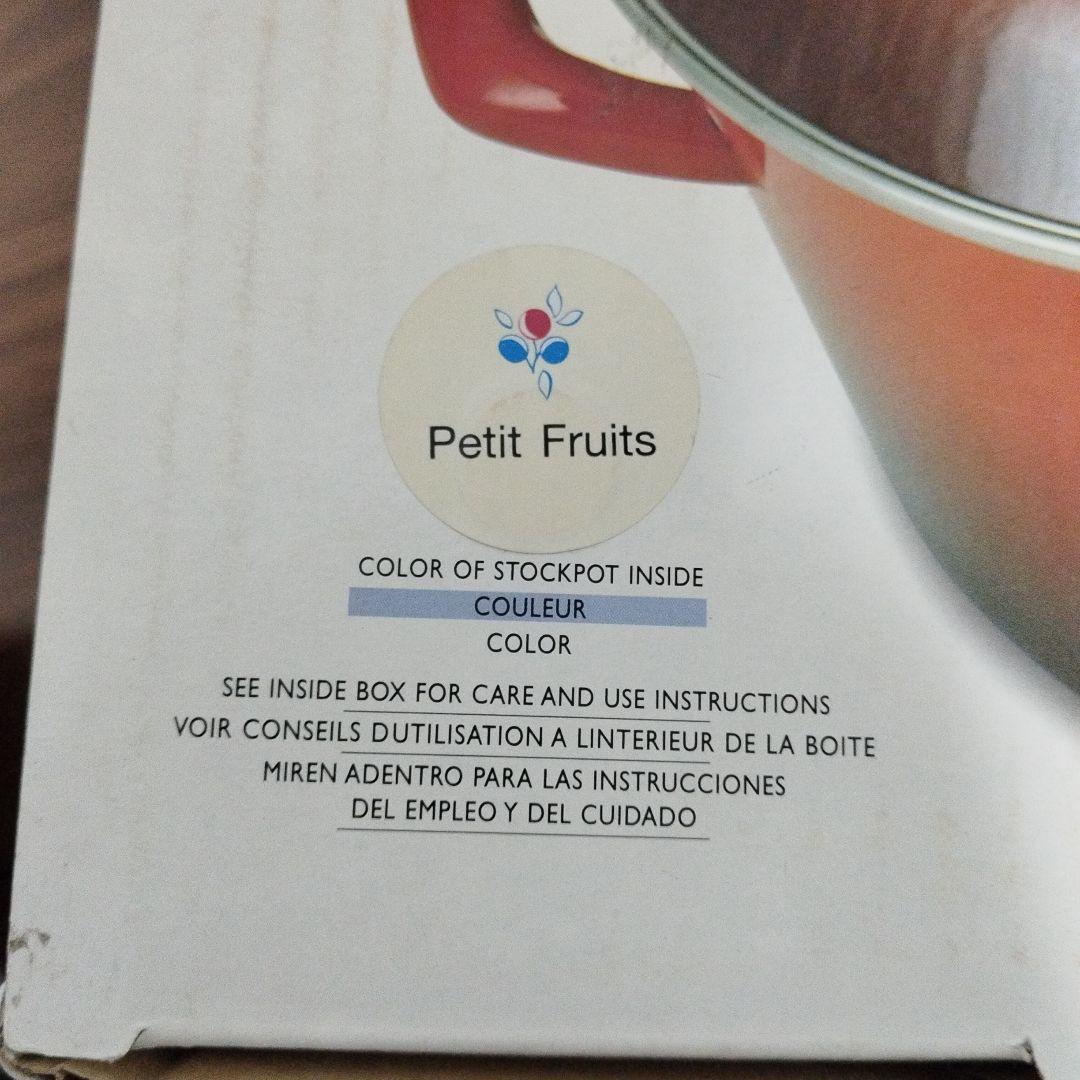 Petit Fruits
COLOR OF STOCKPOT INSIDE
COULEUR
COLOR
SEE INSIDE BOX FOR CARE AND USE INSTRUCTIONS
VOIR CONSEILS DUTILISATION A LINTERIEUR DE LA BOITE
MIREN ADENTRO PARA LAS INSTRUCCIONES
DEL EMPLEO Y DEL CUIDADO